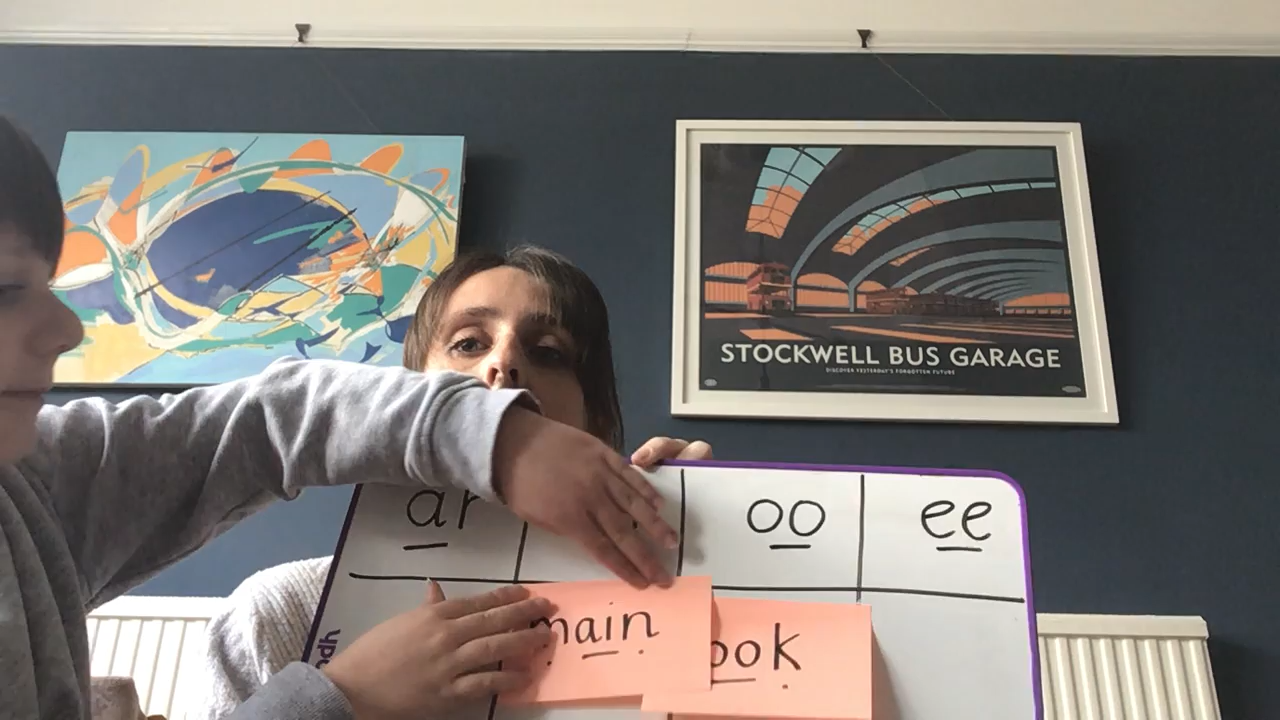 STOCKWELL BUS GARAGE
DISCOVER YESTERDAY'S FORGOTTEN FUTURE
ar
oo
ee
main
ook